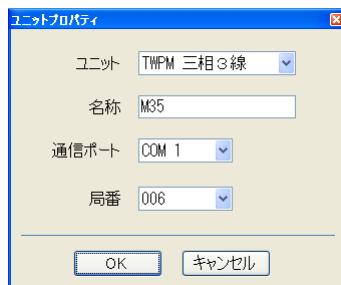 ユニットプロパティ
ユニット TWPM 三相3線
名称 M35
通信ポート COM 1
局番 006
OK キャンセル